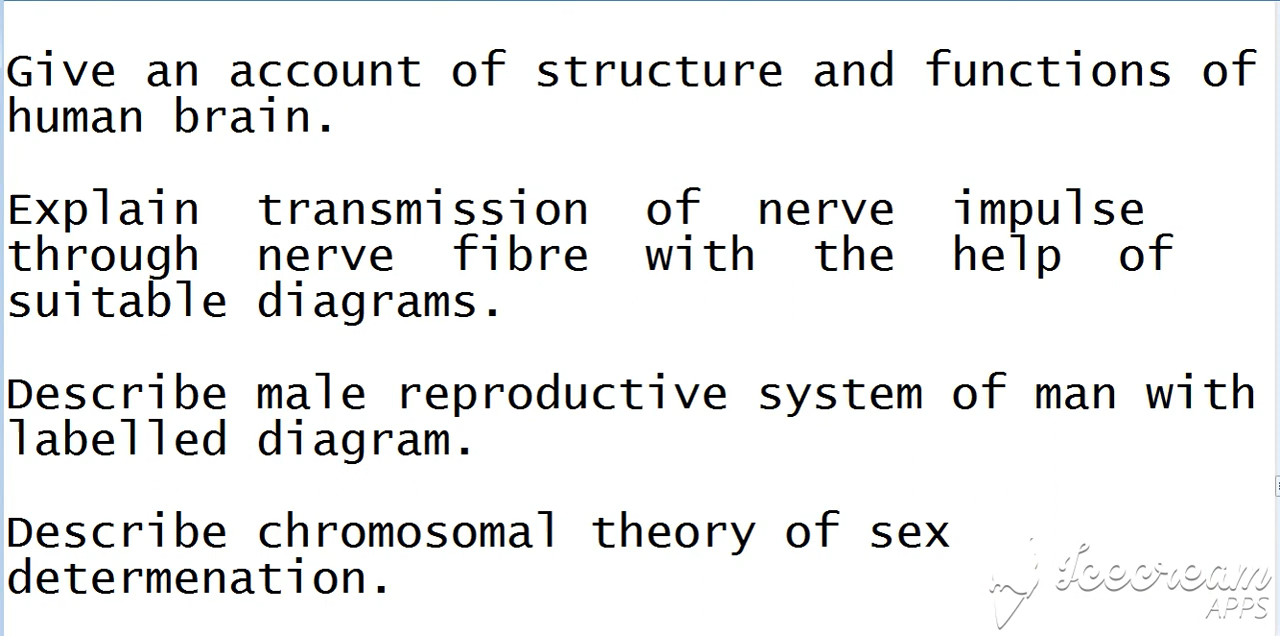 Give an account of structure and functions of
human brain.
Explain transmission of nerve impulse
through nerve fibre with the help of
suitable diagrams.
Describe male reproductive system of man with
labelled diagram.
Describe chromosomal theory of sex
determenation.
Icecream
APPS